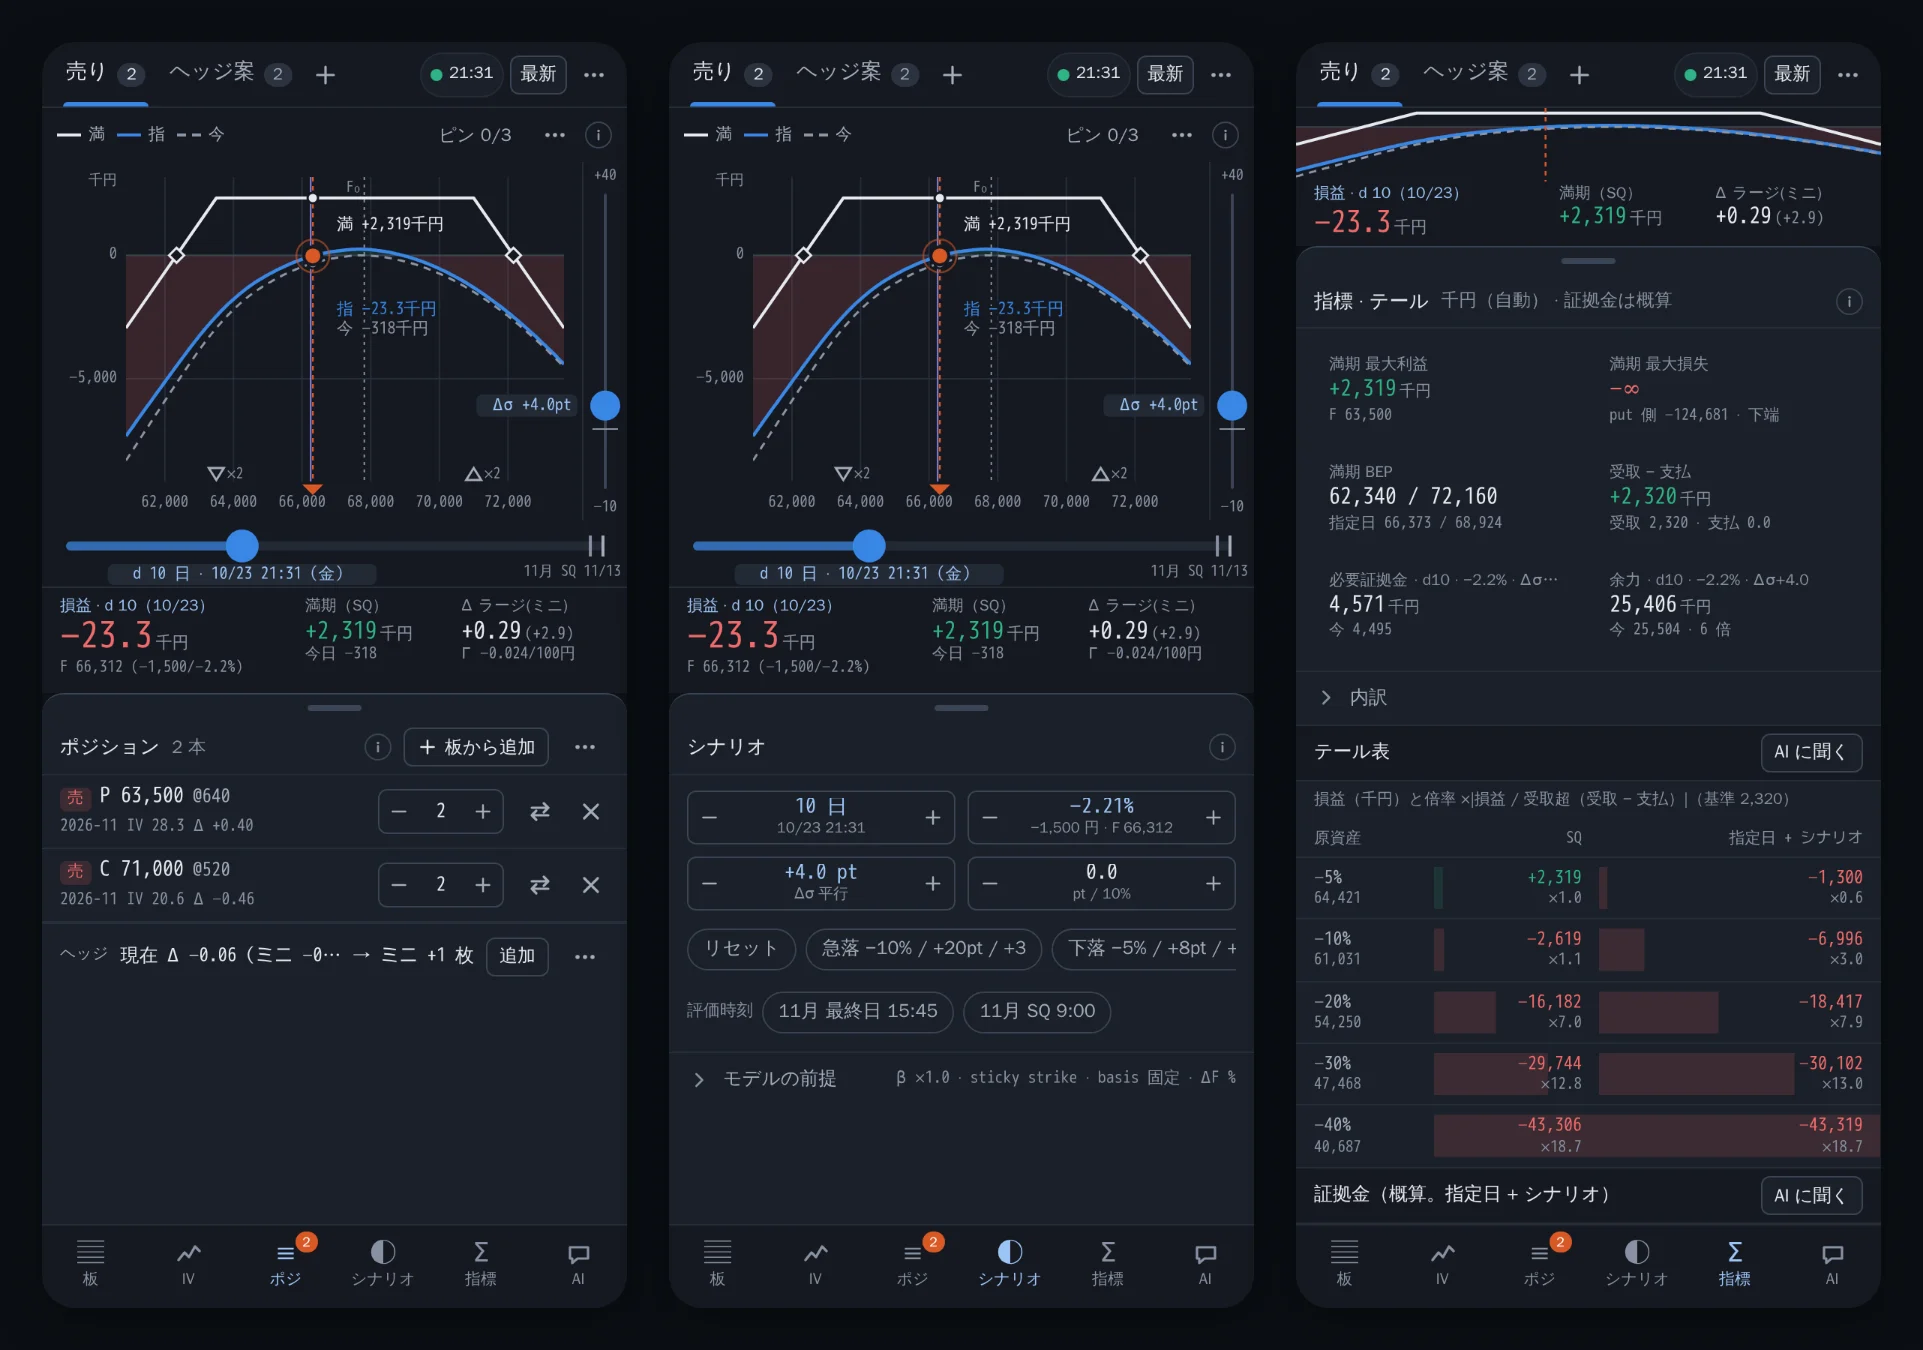 売り 2 ヘッジ案 2 + 21:31 最新 ···
満 指 今 ピン 0/3 ··· i
千円 F₀ +40
満 +2,319千円
0
指 −23.3千円
今 −318千円
−5,000
Δσ +4.0pt
▽×2 △×2
62,000 64,000 66,000 68,000 70,000 72,000 −10
d 10 日 · 10/23 21:31 (金) 11月 SQ 11/13
損益 · d 10（10/23） 満期（SQ） Δ ラージ(ミニ)
−23.3千円 +2,319千円 +0.29(+2.9)
今日 −318 Γ −0.024/100円
F 66,312 (−1,500/−2.2%)
ポジション 2 本 i + 板から追加 ···
売 P 63,500 @640 − 2 + ⇄ ×
2026-11 IV 28.3 Δ +0.40
売 C 71,000 @520 − 2 + ⇄ ×
2026-11 IV 20.6 Δ −0.46
ヘッジ 現在 Δ −0.06 (ミニ −0··· → ミニ +1 枚 追加 ···
2
板 IV ポジ シナリオ 指標 AI
売り 2 ヘッジ案 2 + 21:31 最新 ···
満 指 今 ピン 0/3 ··· i
千円 F₀ +40
満 +2,319千円
0
指 −23.3千円
今 −318千円
−5,000
Δσ +4.0pt
▽×2 △×2
62,000 64,000 66,000 68,000 70,000 72,000 −10
d 10 日 · 10/23 21:31 (金) 11月 SQ 11/13
損益 · d 10（10/23） 満期（SQ） Δ ラージ(ミニ)
−23.3千円 +2,319千円 +0.29(+2.9)
今日 −318 Γ −0.024/100円
F 66,312 (−1,500/−2.2%)
シナリオ i
− 10 日 + − −2.21% +
10/23 21:31 −1,500 円 · F 66,312
− +4.0 pt + − 0.0 +
Δσ 平行 pt / 10%
リセット 急落 −10% / +20pt / +3 下落 −5% / +8pt / +
評価時刻 11月 最終日 15:45 11月 SQ 9:00
モデルの前提 β ×1.0 · sticky strike · basis 固定 · ΔF %
2
板 IV ポジ シナリオ 指標 AI
売り 2 ヘッジ案 2 + 21:31 最新 ···
損益 · d 10（10/23） 満期（SQ） Δ ラージ(ミニ)
−23.3千円 +2,319千円 +0.29(+2.9)
指標 · テール 千円（自動） · 証拠金は概算 i
満期 最大利益 満期 最大損失
+2,319千円 −∞
F 63,500 put 側 −124,681 · 下端
満期 BEP 受取 − 支払
62,340 / 72,160 +2,320千円
指定日 66,373 / 68,924 受取 2,320 · 支払 0.0
必要証拠金 · d10 · −2.2% · Δσ··· 余力 · d10 · −2.2% · Δσ+4.0
4,571千円 25,406千円
今 4,495 今 25,504 · 6 倍
内訳
テール表 AI に聞く
損益（千円）と倍率 ×|損益 / 受取超（受取 − 支払）|（基準 2,320）
原資産 SQ 指定日 + シナリオ
−5% +2,319 −1,300
64,421 ×1.0 ×0.6
−10% −2,619 −6,996
61,031 ×1.1 ×3.0
−20% −16,182 −18,417
54,250 ×7.0 ×7.9
−30% −29,744 −30,102
47,468 ×12.8 ×13.0
−40% −43,306 −43,319
40,687 ×18.7 ×18.7
証拠金（概算。指定日 + シナリオ） AI に聞く
2
板 IV ポジ シナリオ 指標 AI